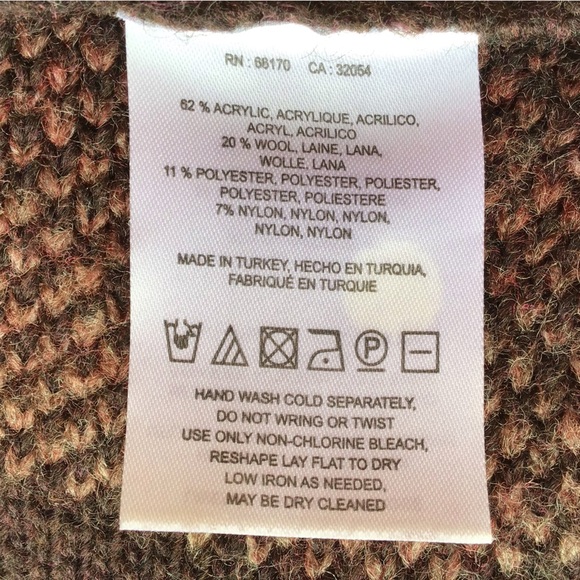 RN : 66170 CA : 32054
62 % ACRYLIC, ACRYLIQUE, ACRILICO,
ACRYL, ACRILICO
20 % WOOL, LAINE, LANA,
WOLLE, LANA
11 % POLYESTER, POLYESTER, POLIESTER,
POLYESTER, POLIESTERE
7% NYLON, NYLON, NYLON,
NYLON, NYLON
MADE IN TURKEY, HECHO EN TURQUIA,
FABRIQUÉ EN TURQUIE
P
HAND WASH COLD SEPARATELY,
DO NOT WRING OR TWIST
USE ONLY NON-CHLORINE BLEACH,
RESHAPE LAY FLAT TO DRY
LOW IRON AS NEEDED,
MAY BE DRY CLEANED